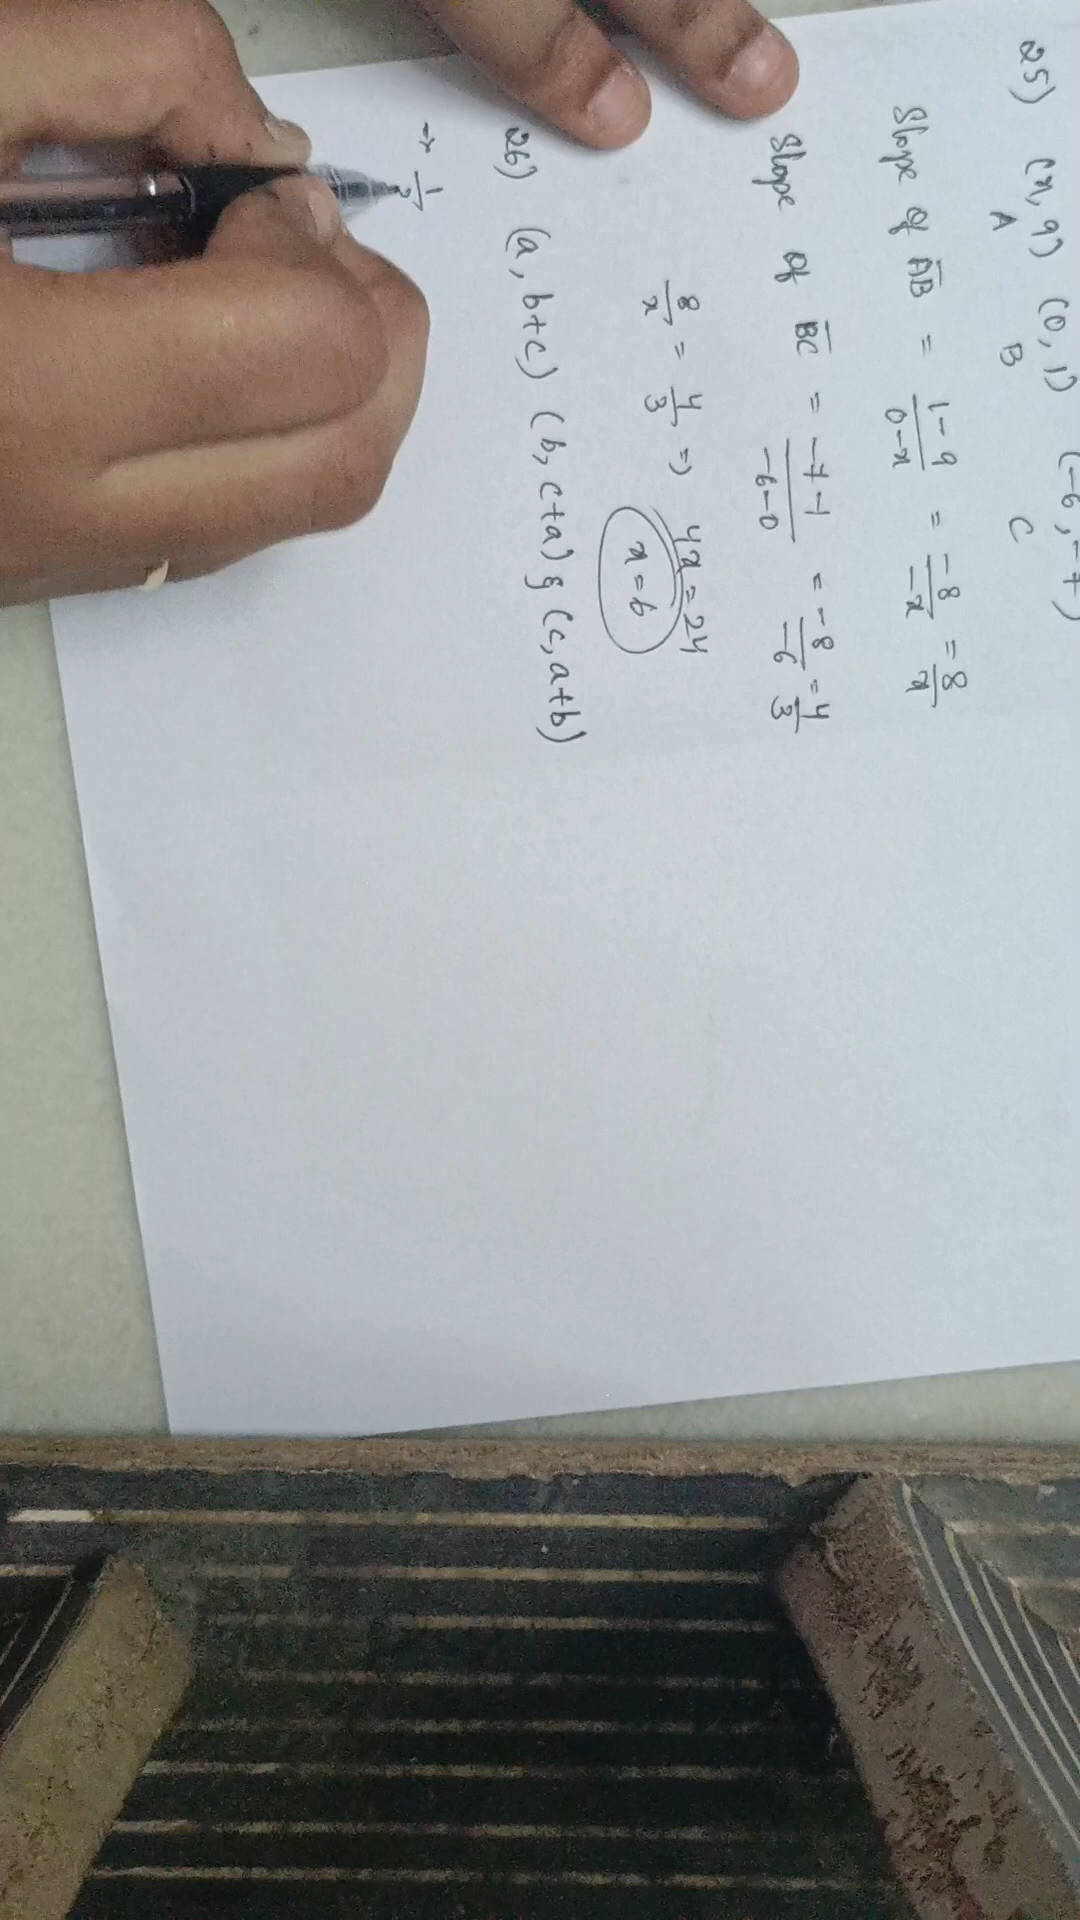 25) (x, 9) (0, 1) (-6, -7)
A B C
Slope of AB = 1-9/0-x = -8/-x = 8/x
Slope of BC = -7-1/-6-0 = -8/-6 = 4/3
8/x = 4/3 => 4x = 24
x = 6
26) (a, b+c) (b, c+a) & (c, a+b)
→ 1/2